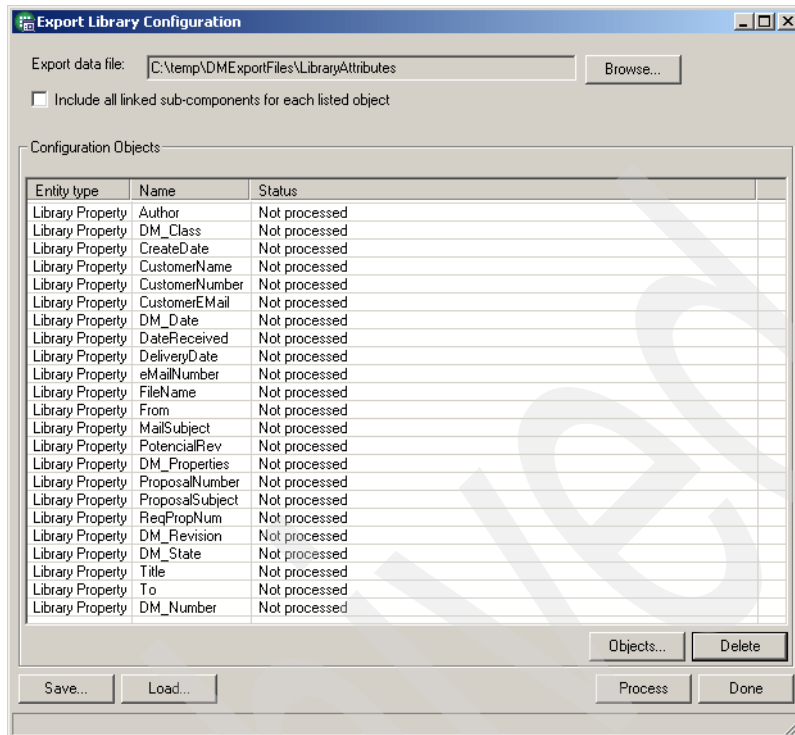 Export Library Configuration
Export data file: C:\temp\DMExportFiles\LibraryAttributes Browse...
Include all linked sub-components for each listed object
Configuration Objects
Entity type Name Status
Library Property Author Not processed
Library Property DM_Class Not processed
Library Property CreateDate Not processed
Library Property CustomerName Not processed
Library Property CustomerNumber Not processed
Library Property CustomerEMail Not processed
Library Property DM_Date Not processed
Library Property DateReceived Not processed
Library Property DeliveryDate Not processed
Library Property eMailNumber Not processed
Library Property FileName Not processed
Library Property From Not processed
Library Property MailSubject Not processed
Library Property PotencialRev Not processed
Library Property DM_Properties Not processed
Library Property ProposalNumber Not processed
Library Property ProposalSubject Not processed
Library Property ReqPropNum Not processed
Library Property DM_Revision Not processed
Library Property DM_State Not processed
Library Property Title Not processed
Library Property To Not processed
Library Property DM_Number Not processed
Objects... Delete
Save... Load... Process Done